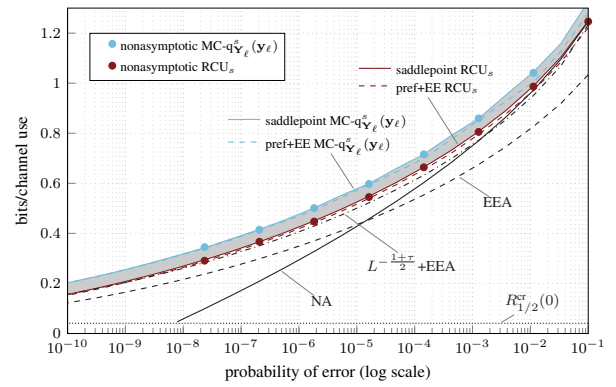 1.2
1
0.8
0.6
0.4
0.2
0
bits/channel use
nonasymptotic MC-q^s_{Y_ℓ}(y_ℓ)
nonasymptotic RCU_s
saddlepoint RCU_s
pref+EE RCU_s
saddlepoint MC-q^s_{Y_ℓ}(y_ℓ)
pref+EE MC-q^s_{Y_ℓ}(y_ℓ)
EEA
L^{-\frac{1+τ}{2}}+EEA
NA
R^{cr}_{1/2}(0)
10^{-10} 10^{-9} 10^{-8} 10^{-7} 10^{-6} 10^{-5} 10^{-4} 10^{-3} 10^{-2} 10^{-1}
probability of error (log scale)